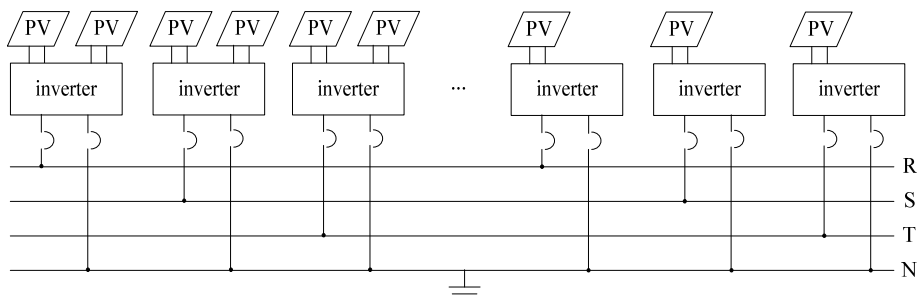 PV PV PV PV PV PV PV PV PV
inverter inverter inverter ... inverter inverter inverter
R
S
T
N